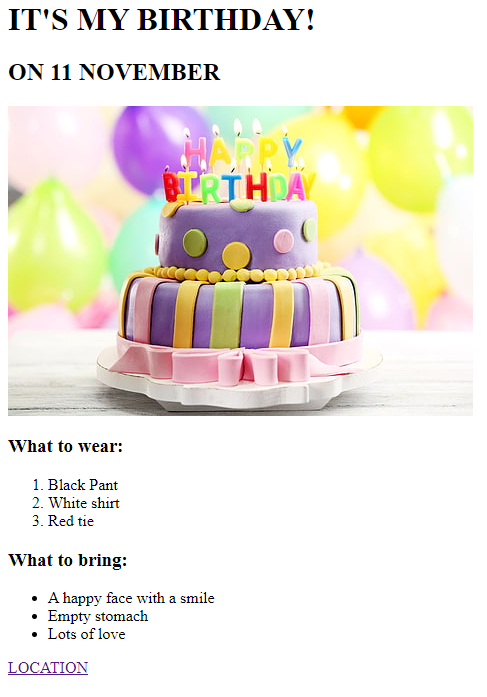 IT'S MY BIRTHDAY!
ON 11 NOVEMBER
HAPPY
BIRTHDAY
What to wear:
1. Black Pant
2. White shirt
3. Red tie
What to bring:
• A happy face with a smile
• Empty stomach
• Lots of love
LOCATION